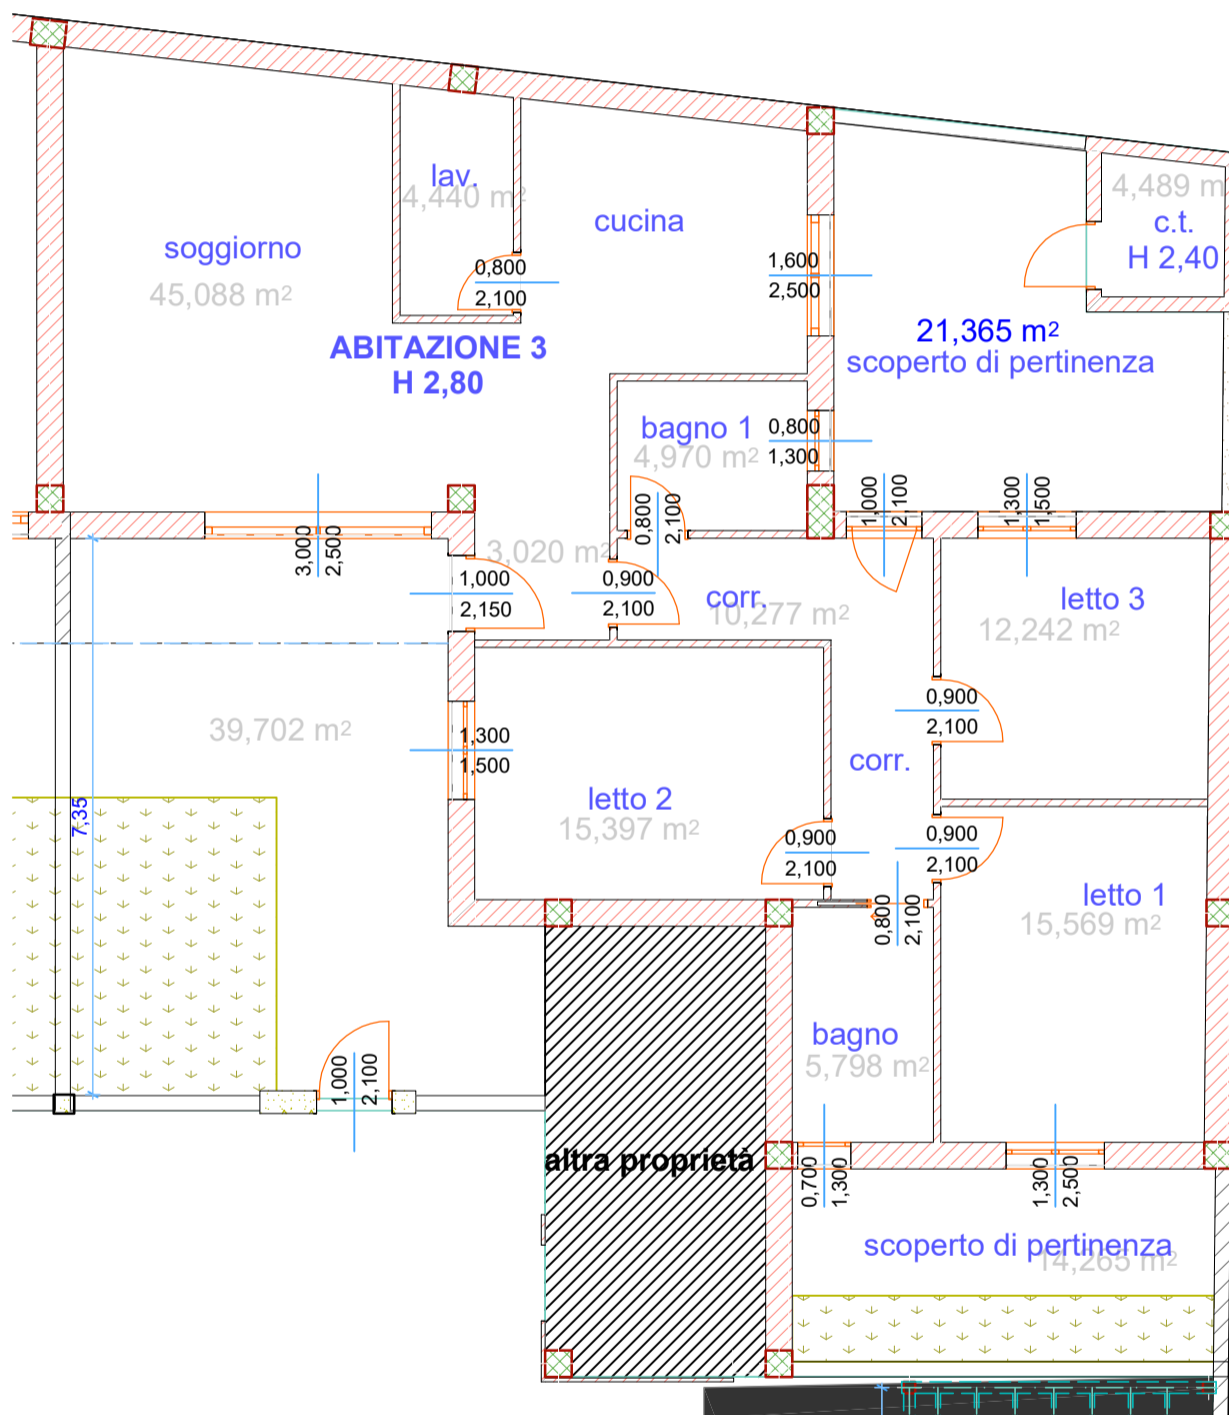 lav.
4,440 m²
4,489 m
c.t.
H 2,40
cucina
soggiorno
45,088 m²
0,800
2,100
1,600
2,500
ABITAZIONE 3
H 2,80
21,365 m²
scoperto di pertinenza
bagno 1
4,970 m²
0,800
1,300
3,000
2,500
0,800
2,100
1,000
2,100
1,300
1,500
3,020 m²
1,000
2,150
0,900
2,100
corr.
10,277 m²
letto 3
12,242 m²
0,900
2,100
39,702 m²
1,300
1,500
corr.
7,35
letto 2
15,397 m²
0,900
2,100
0,900
2,100
letto 1
15,569 m²
0,800
2,100
bagno
5,798 m²
1,000
2,100
altra proprietà
0,700
1,300
1,300
2,500
scoperto di pertinenza
14,265 m²